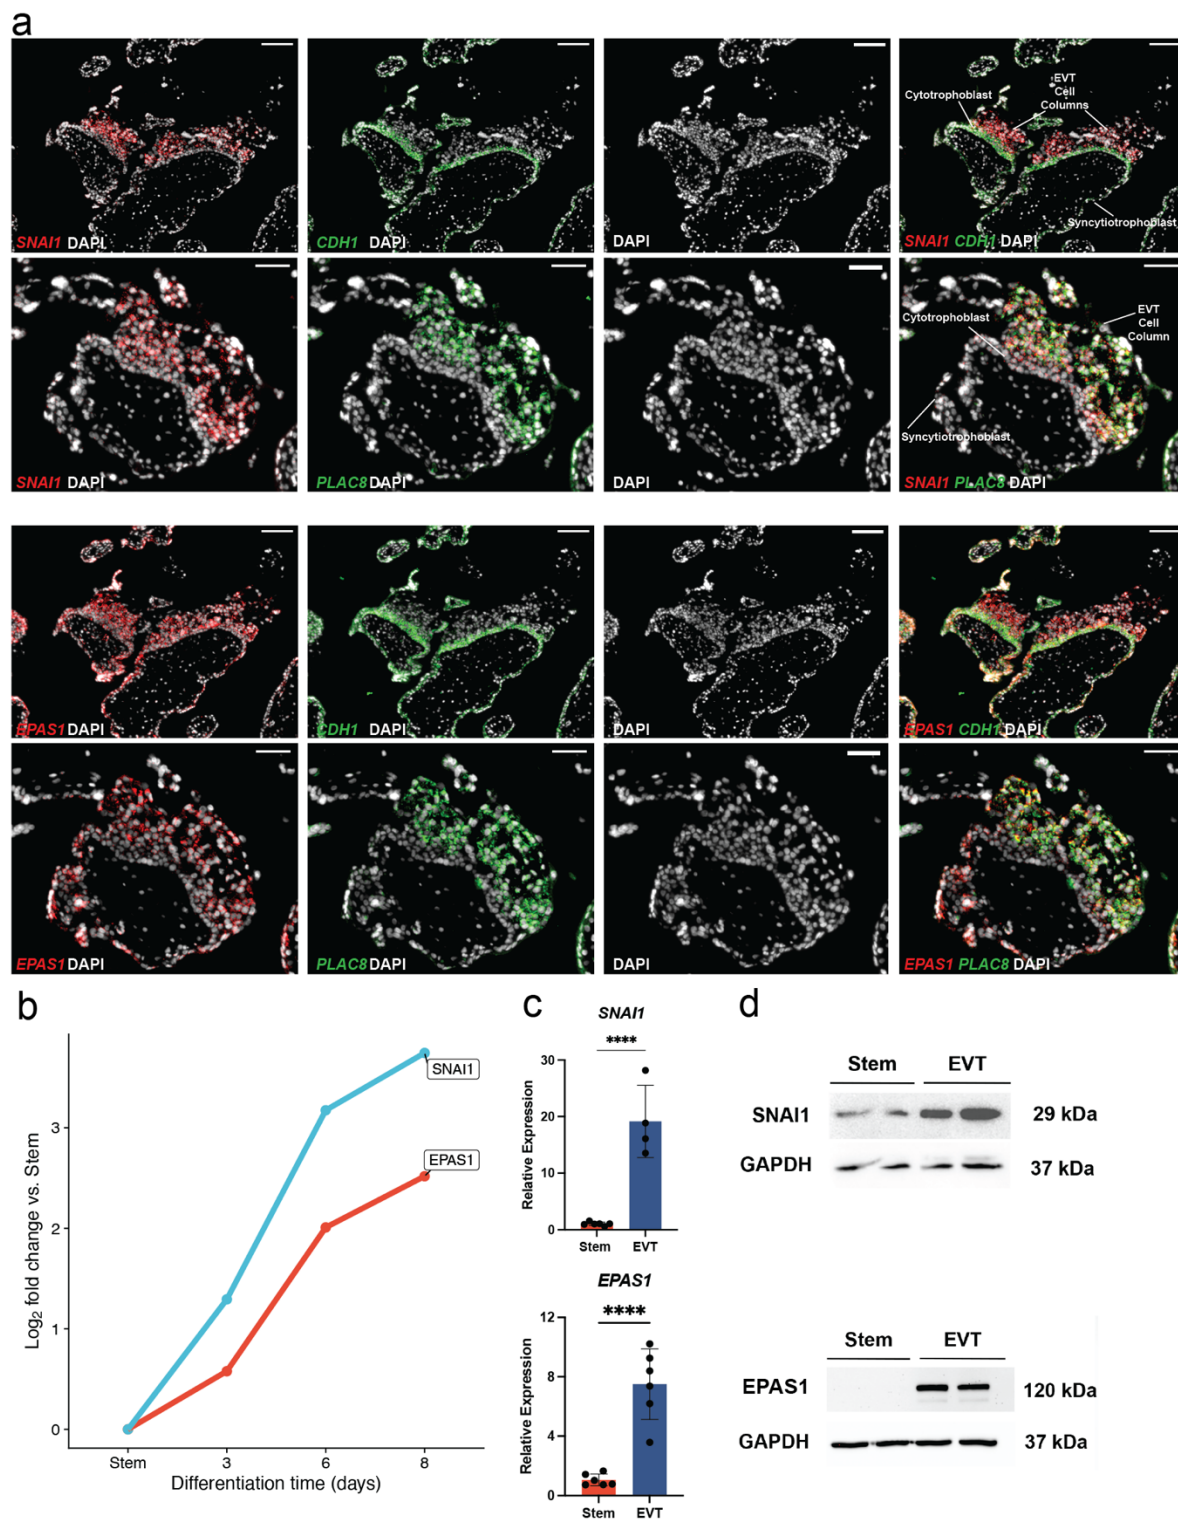 a
SNAI1 DAPI
CDH1 DAPI
DAPI
Cytotrophoblast
EVT
Cell
Columns
Syncytiotrophoblast
SNAI1 CDH1 DAPI
SNAI1 DAPI
PLAC8 DAPI
DAPI
Cytotrophoblast
EVT
Cell
Column
Syncytiotrophoblast
SNAI1 PLAC8 DAPI
EPAS1 DAPI
CDH1 DAPI
DAPI
EPAS1 CDH1 DAPI
EPAS1 DAPI
PLAC8 DAPI
DAPI
EPAS1 PLAC8 DAPI
b
Log2 fold change vs. Stem
3
2
1
0
SNAI1
EPAS1
Stem 3 6 8
Differentiation time (days)
c
SNAI1
****
Relative Expression
30
20
10
0
Stem EVT
EPAS1
****
Relative Expression
12
8
4
0
Stem EVT
d
Stem EVT
SNAI1 29 kDa
GAPDH 37 kDa
Stem EVT
EPAS1 120 kDa
GAPDH 37 kDa